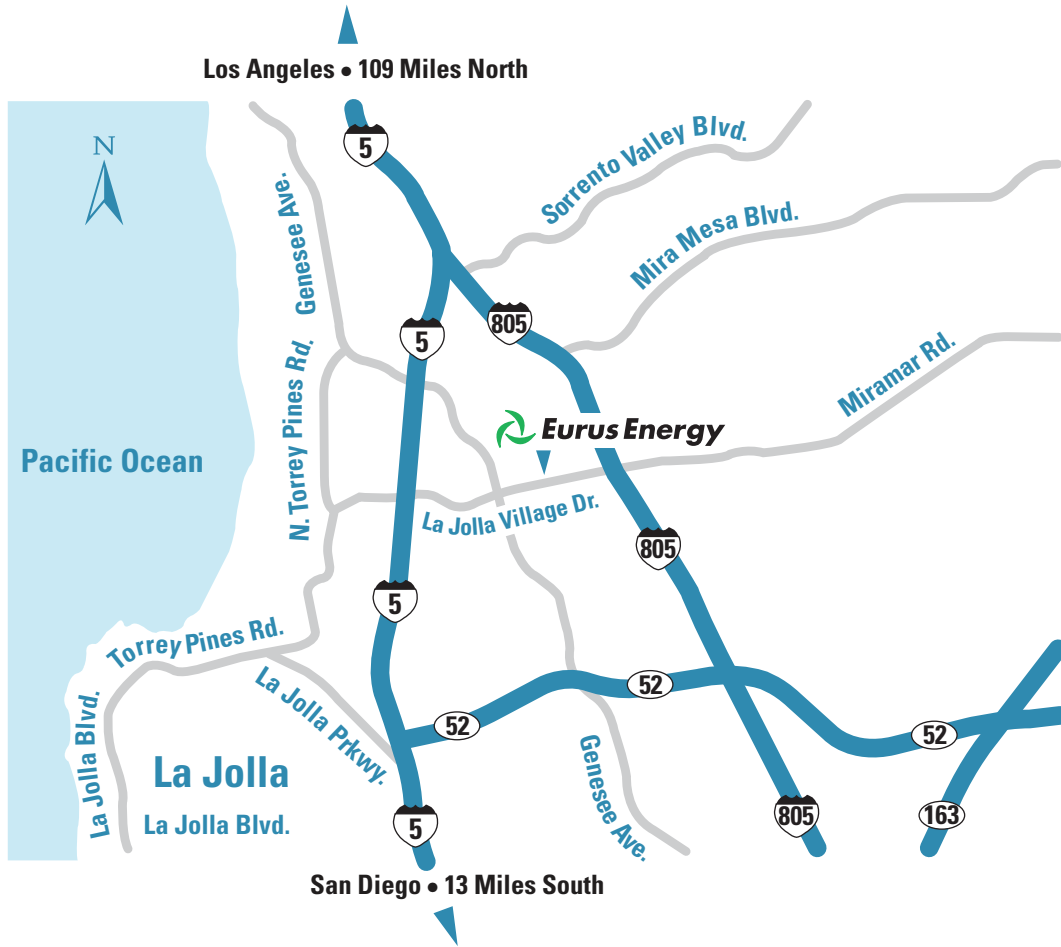 Los Angeles • 109 Miles North
N
5
Sorrento Valley Blvd.
Genesee Ave.
Mira Mesa Blvd.
805
5
N. Torrey Pines Rd.
Miramar Rd.
Eurus Energy
Pacific Ocean
La Jolla Village Dr.
805
5
Torrey Pines Rd.
La Jolla Prkwy.
52
52
52
La Jolla Blvd.
La Jolla
Genesee Ave.
La Jolla Blvd.
5
805
163
San Diego • 13 Miles South